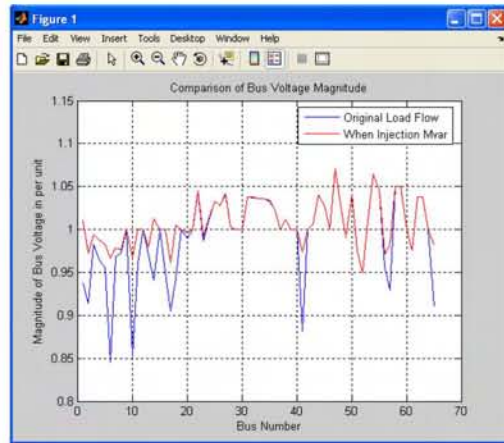 Figure 1
File Edit View Insert Tools Desktop Window Help
Comparison of Bus Voltage Magnitude
Original Load Flow
When Injection Mvar
Magnitude of Bus Voltage in per unit
1.15
1.1
1.05
1
0.95
0.9
0.85
0.8
0 10 20 30 40 50 60 70
Bus Number